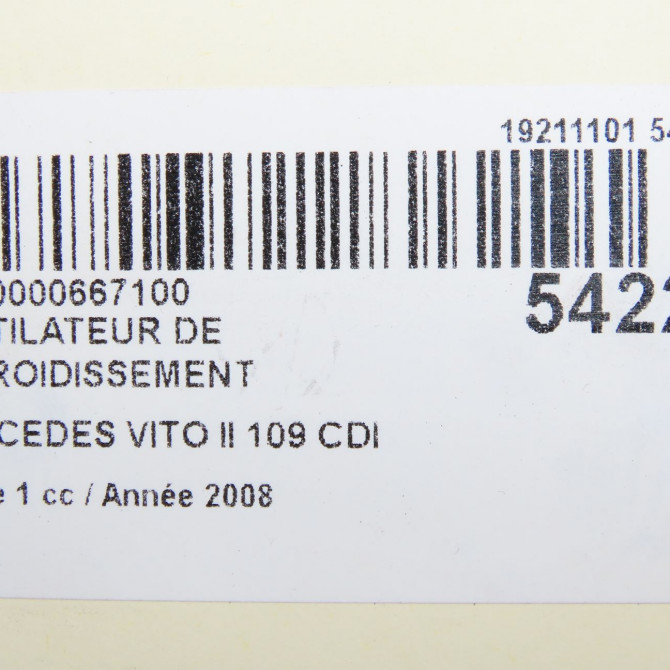 19211101 54
0000667100
5422
TILATEUR DE
ROIDISSEMENT
CEDES VITO II 109 CDI
e 1 cc / Année 2008